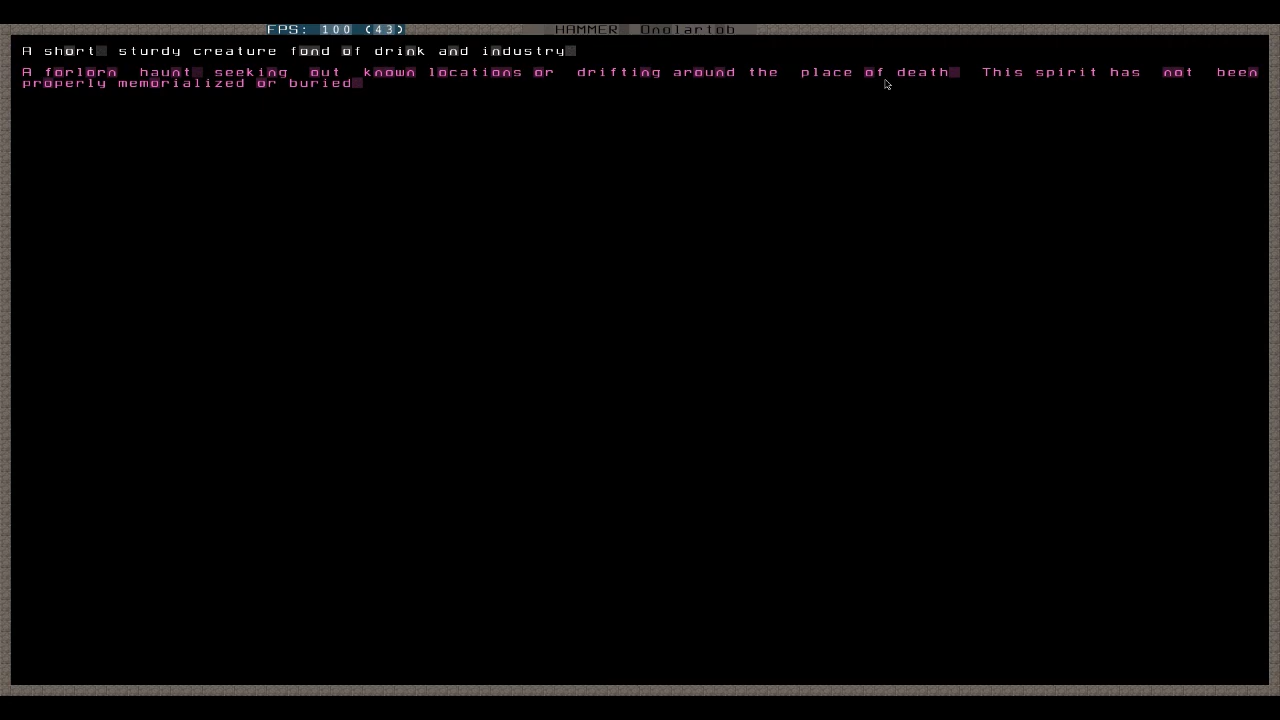 FPS: 100 (43) HAMMER Onolartob
A short, sturdy creature fond of drink and industry.
A forlorn haunt, seeking out known locations or drifting around the place of death. This spirit has not been
properly memorialized or buried.